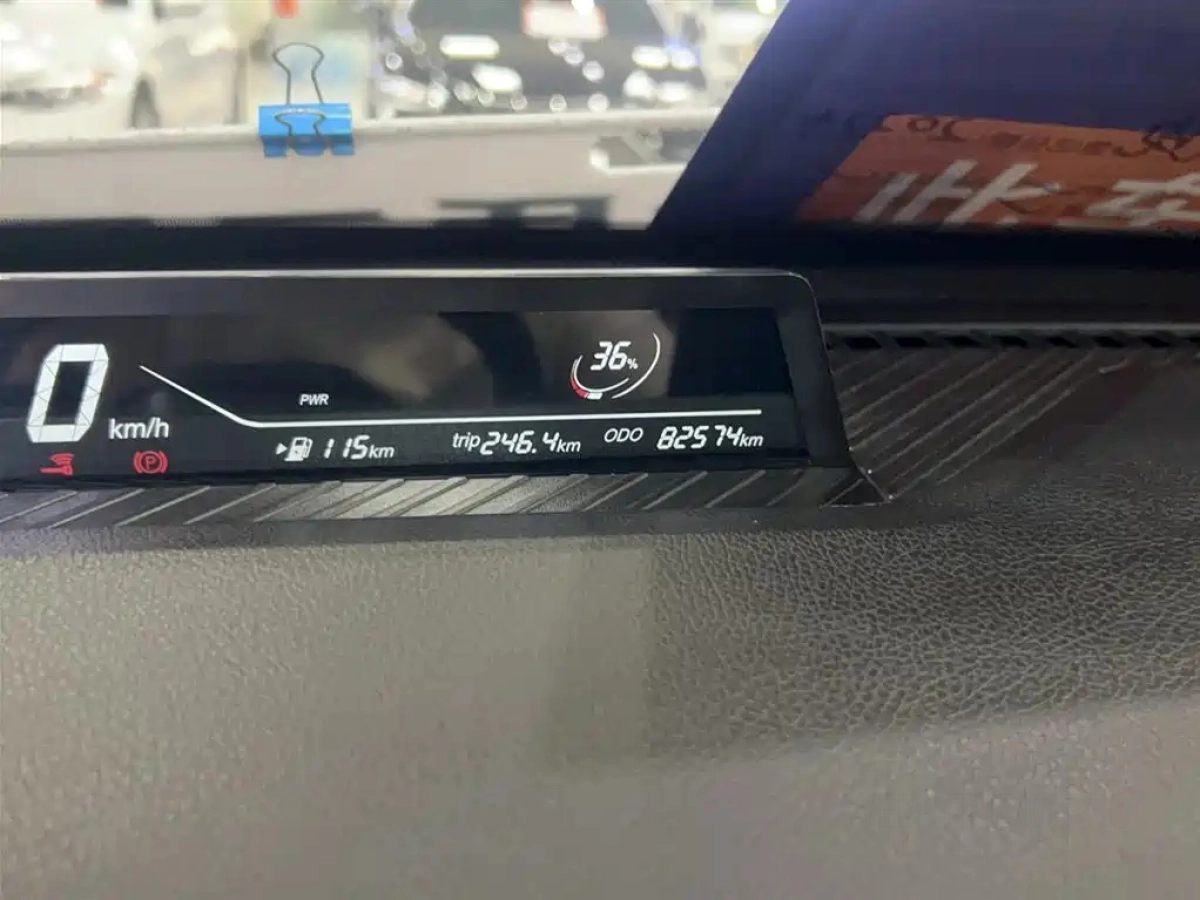 36%
0 km/h
PWR
115km
trip 246.4km
ODO 82574km
P